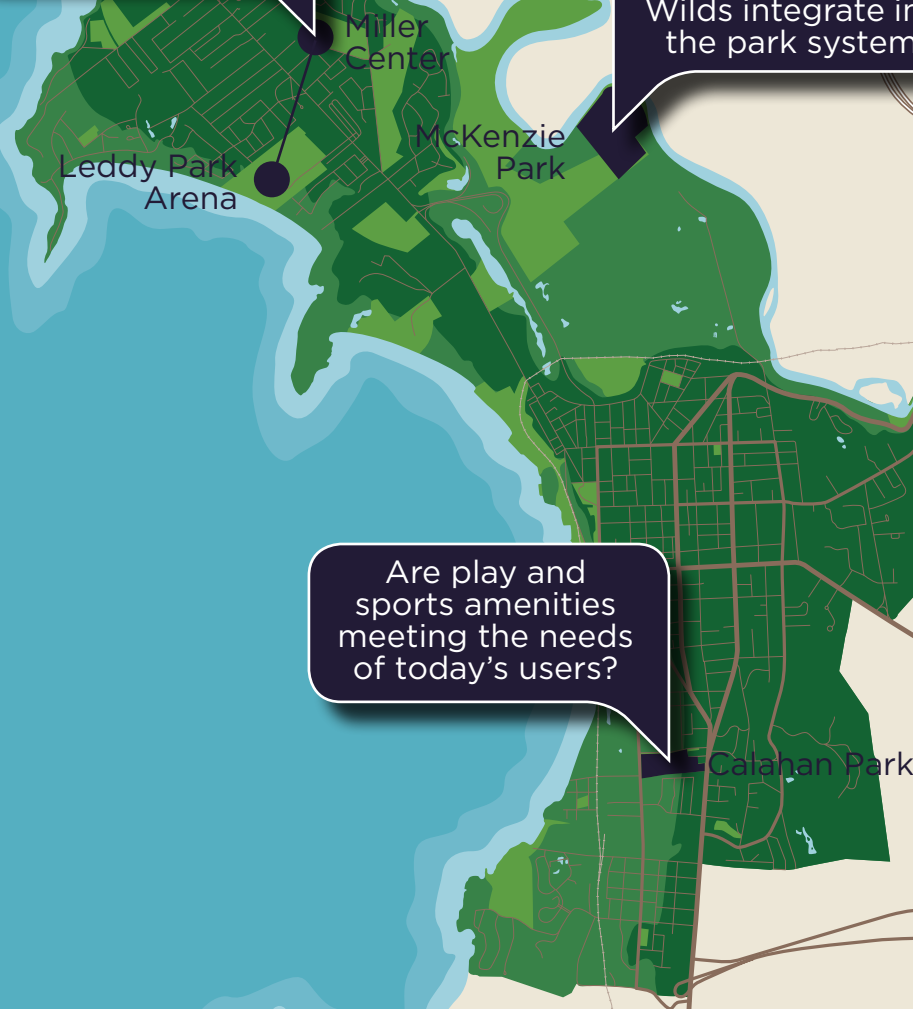 Wilds integrate in
the park system
Miller
Center
McKenzie
Park
Leddy Park
Arena
Are play and
sports amenities
meeting the needs
of today's users?
Calahan Park